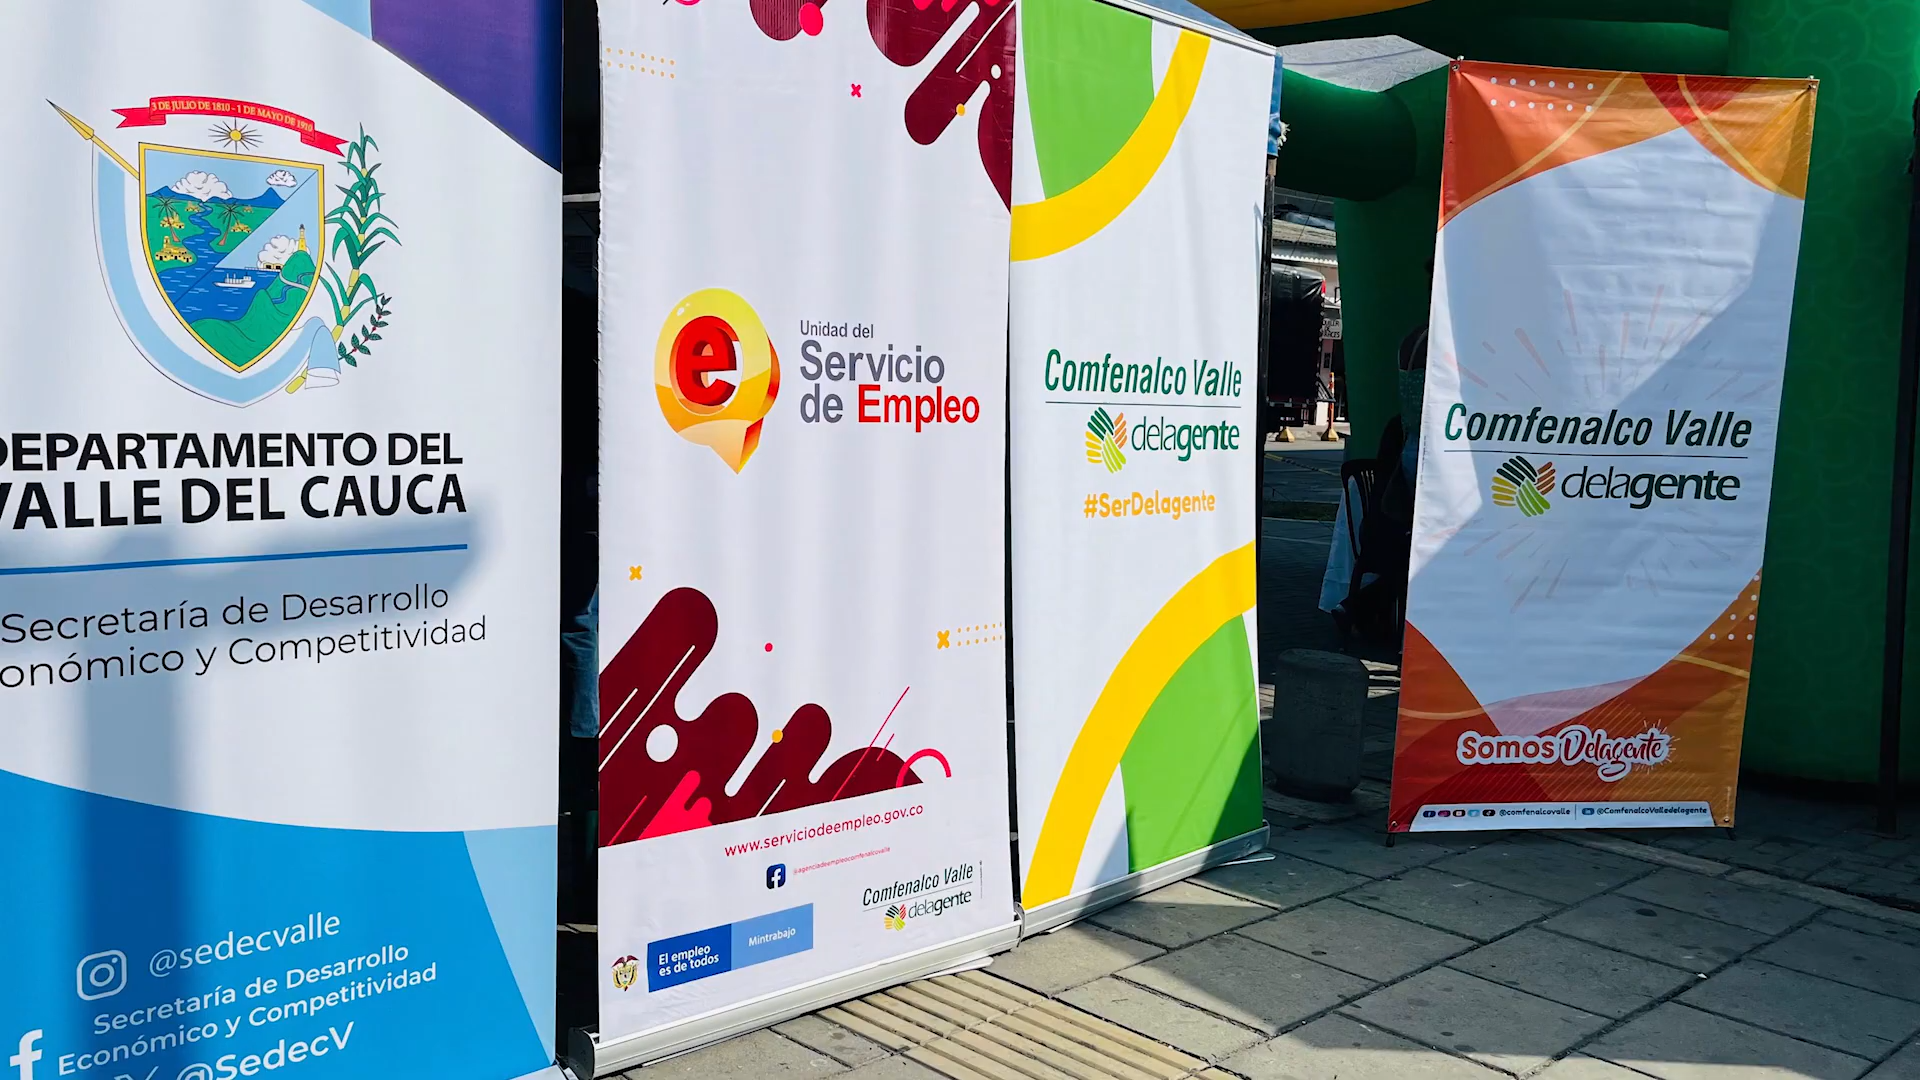 3 DE JULIO DE 1810 - 1 DE MAYO DE 1910
DEPARTAMENTO DEL
VALLE DEL CAUCA
Secretaría de Desarrollo
onómico y Competitividad
@sedecvalle
Secretaría de Desarrollo
Económico y Competitividad
@SedecV
e
Unidad del
Servicio
de Empleo
www.serviciodeempleo.gov.co
@agenciadeempleocomfenalcovalle
Comfenalco Valle
delagente
El empleo
es de todos
Mintrabajo
Comfenalco Valle
delagente
#SerDelagente
Comfenalco Valle
delagente
Somos Delagente
@comfenalcovalle
@ComfenalcoValledelagente